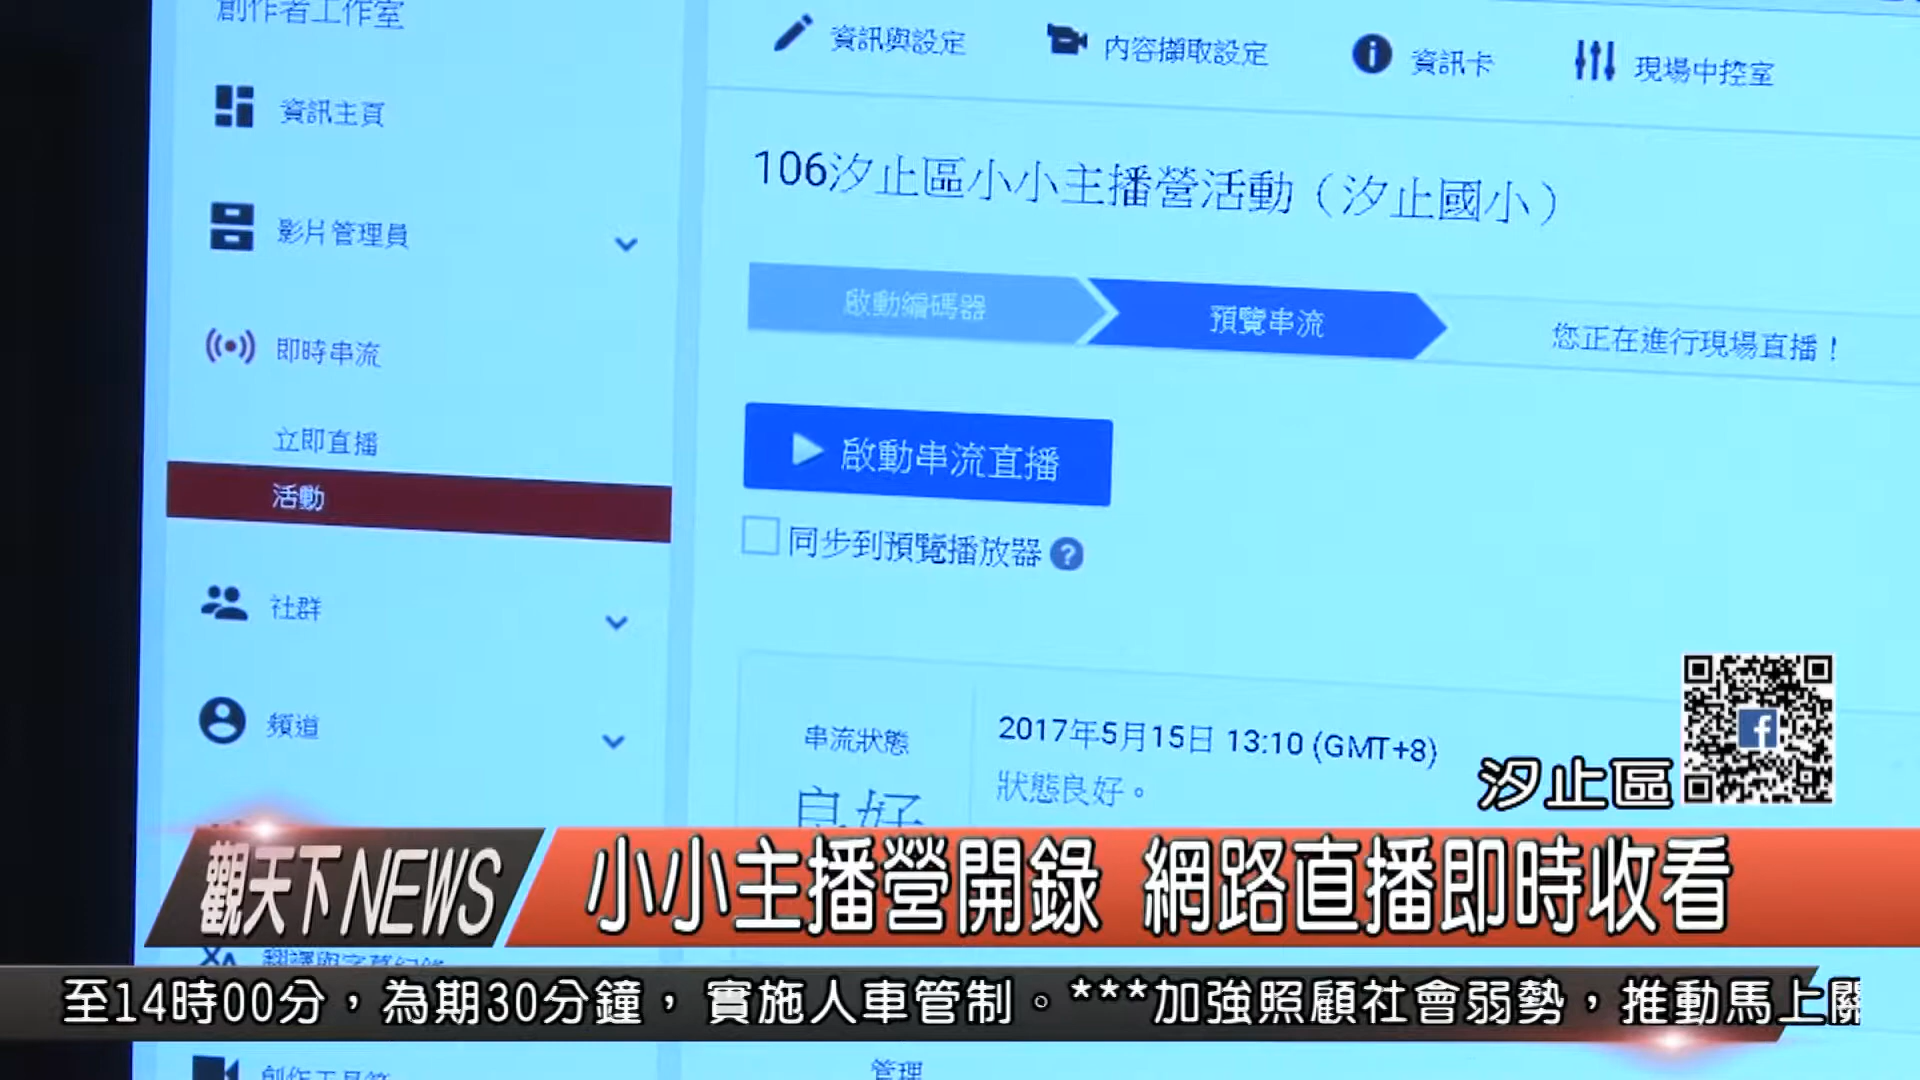 創作者工作室
資訊與設定
內容擷取設定
資訊卡
現場中控室
資訊主頁
106汐止區小小主播營活動（汐止國小）
影片管理員
啟動編碼器
預覽串流
您正在進行現場直播！
即時串流
立即直播
啟動串流直播
活動
同步到預覽播放器
社群
頻道
串流狀態
2017年5月15日 13:10 (GMT+8)
良好
狀態良好。
汐止區
觀天下NEWS
小小主播營開錄 網路直播即時收看
至14時00分，為期30分鐘，實施人車管制。***加強照顧社會弱勢，推動馬上關
管理